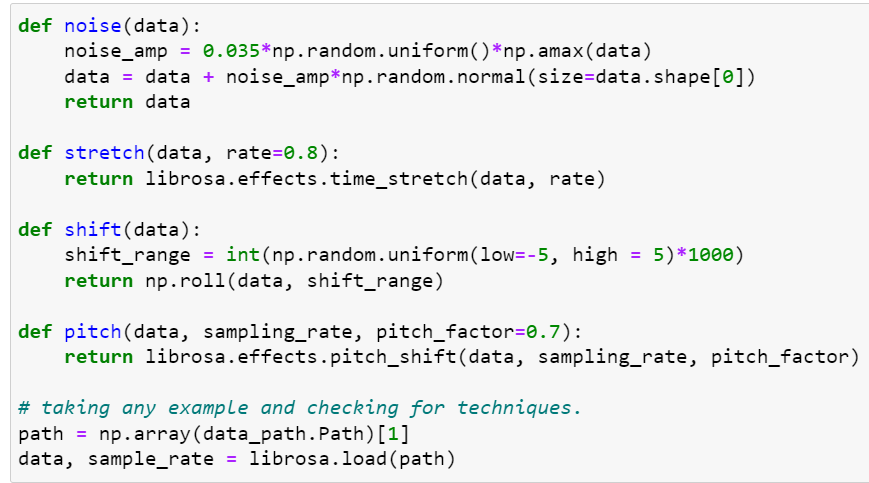 def noise(data):
    noise_amp = 0.035*np.random.uniform()*np.amax(data)
    data = data + noise_amp*np.random.normal(size=data.shape[0])
    return data
def stretch(data, rate=0.8):
    return librosa.effects.time_stretch(data, rate)
def shift(data):
    shift_range = int(np.random.uniform(low=-5, high = 5)*1000)
    return np.roll(data, shift_range)
def pitch(data, sampling_rate, pitch_factor=0.7):
    return librosa.effects.pitch_shift(data, sampling_rate, pitch_factor)
# taking any example and checking for techniques.
path = np.array(data_path.Path)[1]
data, sample_rate = librosa.load(path)